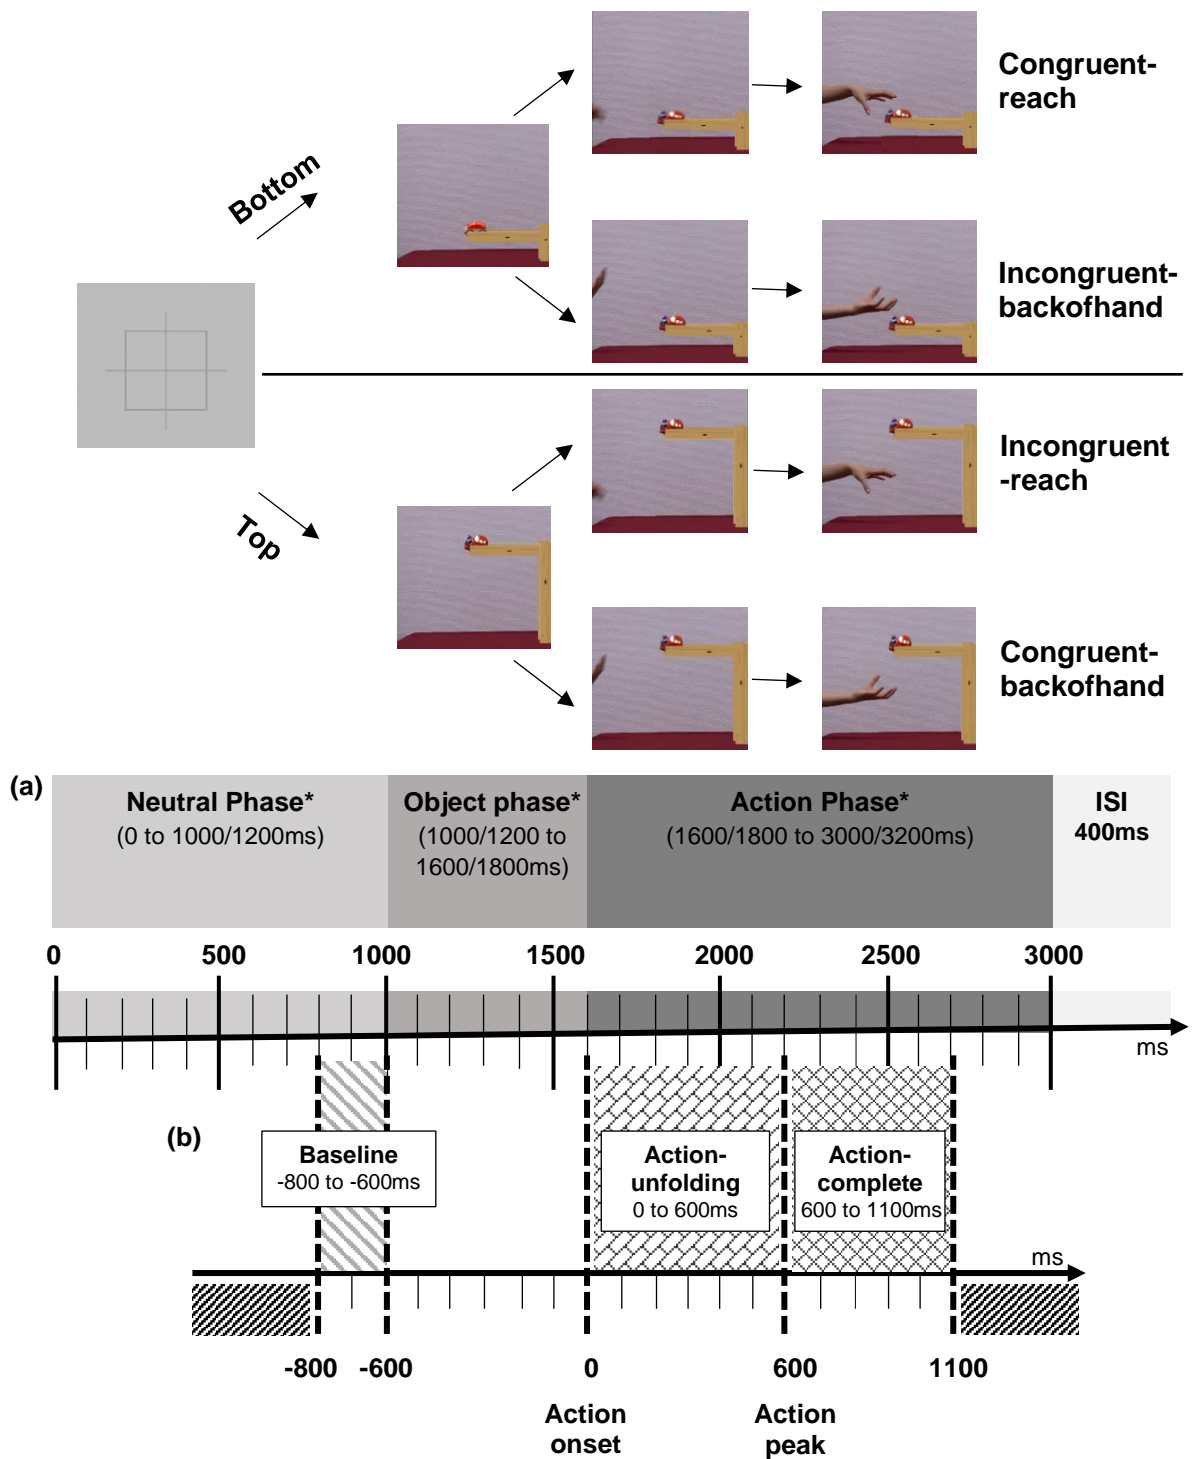 Congruent-
reach
Bottom
Incongruent-
backofhand
Incongruent
-reach
Top
Congruent-
backofhand
(a)
Neutral Phase*
(0 to 1000/1200ms)
Object phase*
(1000/1200 to
1600/1800ms)
Action Phase*
(1600/1800 to 3000/3200ms)
ISI
400ms
0 500 1000 1500 2000 2500 3000
ms
(b)
Baseline
-800 to -600ms
Action-
unfolding
0 to 600ms
Action-
complete
600 to 1100ms
ms
-800 -600 0 600 1100
Action
onset
Action
peak